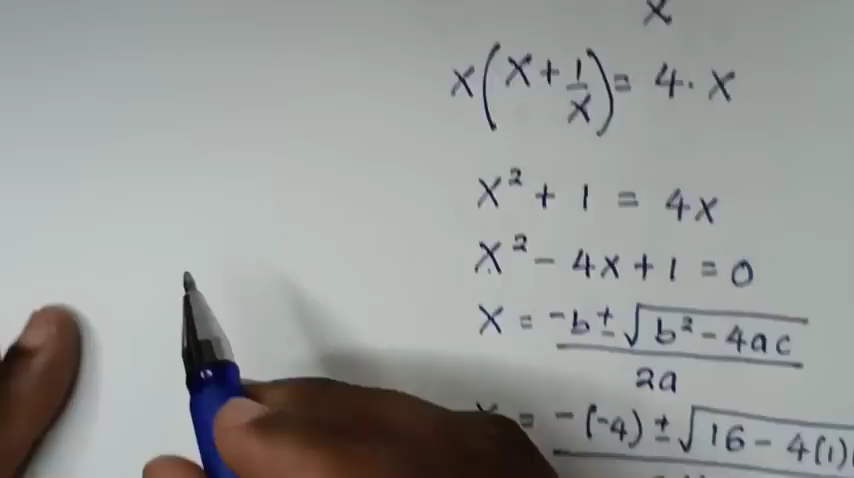 x
x(x + 1/x) = 4 · x
x² + 1 = 4x
x² - 4x + 1 = 0
x = -b ± √b² - 4ac / 2a
x = -(-4) ± √16 - 4(1)